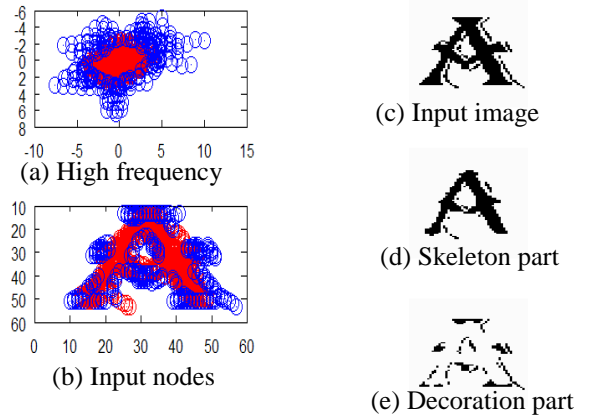 -6
-4
-2
0
2
4
6
8
-10 -5 0 5 10 15
(a) High frequency
10
20
30
40
50
60
0 10 20 30 40 50 60
(b) Input nodes
A
(c) Input image
A
(d) Skeleton part
(e) Decoration part